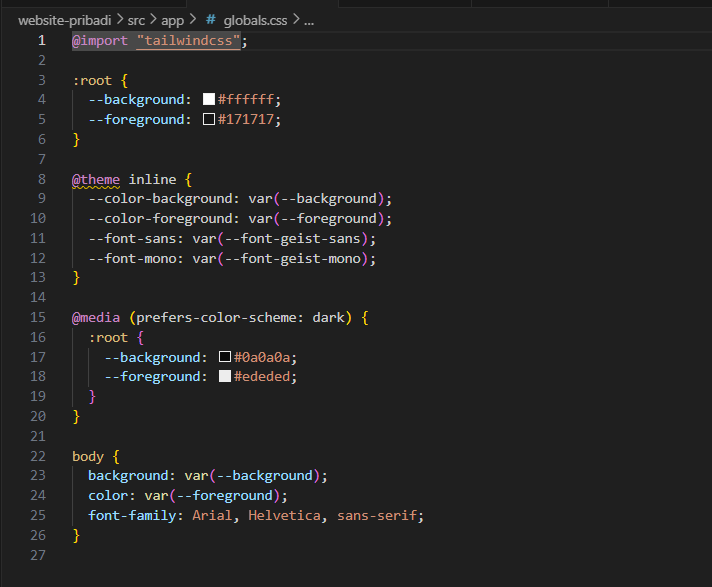 website-pribadi > src > app > # globals.css > ...
1 @import "tailwindcss";
2
3 :root {
4 --background: #ffffff;
5 --foreground: #171717;
6 }
7
8 @theme inline {
9 --color-background: var(--background);
10 --color-foreground: var(--foreground);
11 --font-sans: var(--font-geist-sans);
12 --font-mono: var(--font-geist-mono);
13 }
14
15 @media (prefers-color-scheme: dark) {
16 :root {
17 --background: #0a0a0a;
18 --foreground: #ededed;
19 }
20 }
21
22 body {
23 background: var(--background);
24 color: var(--foreground);
25 font-family: Arial, Helvetica, sans-serif;
26 }
27